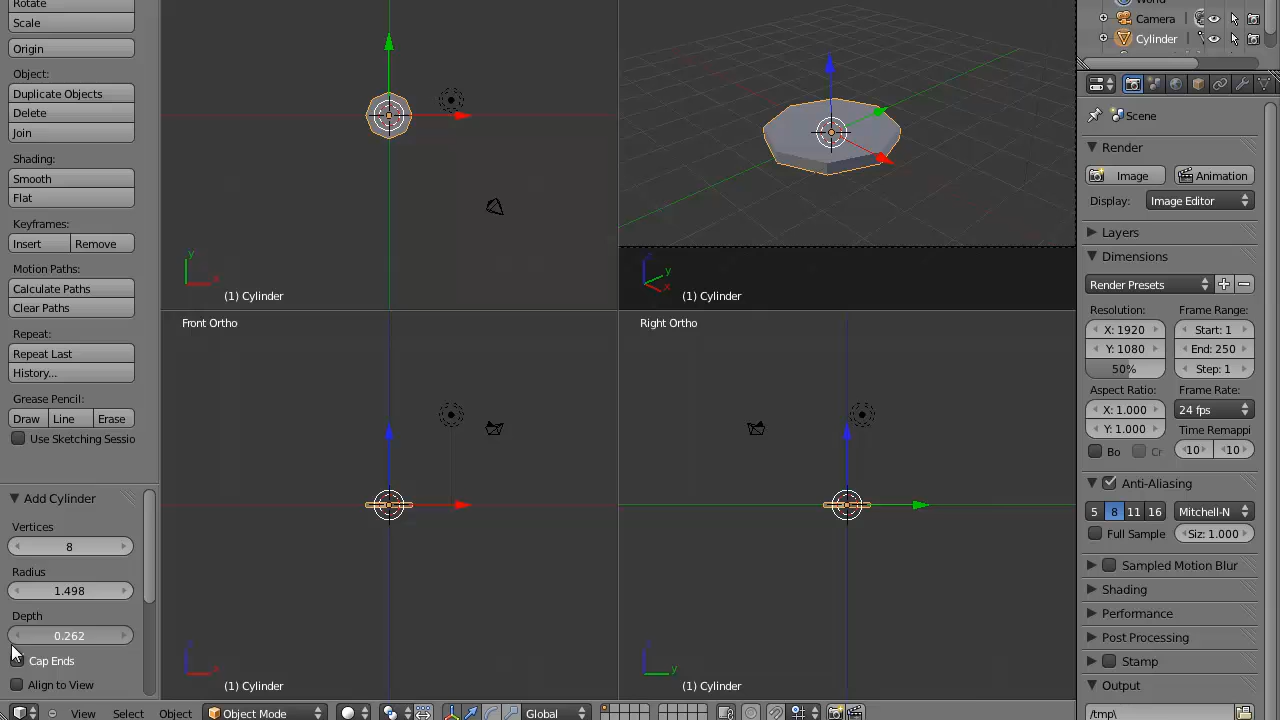 Rotate
Scale
Origin
Object:
Duplicate Objects
Delete
Join
Shading:
Smooth
Flat
Keyframes:
Insert Remove
Motion Paths:
Calculate Paths
Clear Paths
Repeat:
Repeat Last
History...
Grease Pencil:
Draw Line Erase
Use Sketching Sessio
Add Cylinder
Vertices
8
Radius
1.498
Depth
0.262
Cap Ends
Align to View
y
x
(1) Cylinder
z
y
x
(1) Cylinder
Front Ortho
z
x
(1) Cylinder
Right Ortho
z
y
(1) Cylinder
View Select Object Object Mode Global
World
Camera
Cylinder
Scene
Render
Image Animation
Display: Image Editor
Layers
Dimensions
Render Presets
Resolution: Frame Range:
X: 1920 Start: 1
Y: 1080 End: 250
50% Step: 1
Aspect Ratio: Frame Rate:
X: 1.000 24 fps
Y: 1.000 Time Remappi
Bo Cr 10 10
Anti-Aliasing
5 8 11 16 Mitchell-N
Full Sample Siz: 1.000
Sampled Motion Blur
Shading
Performance
Post Processing
Stamp
Output
/tmp\